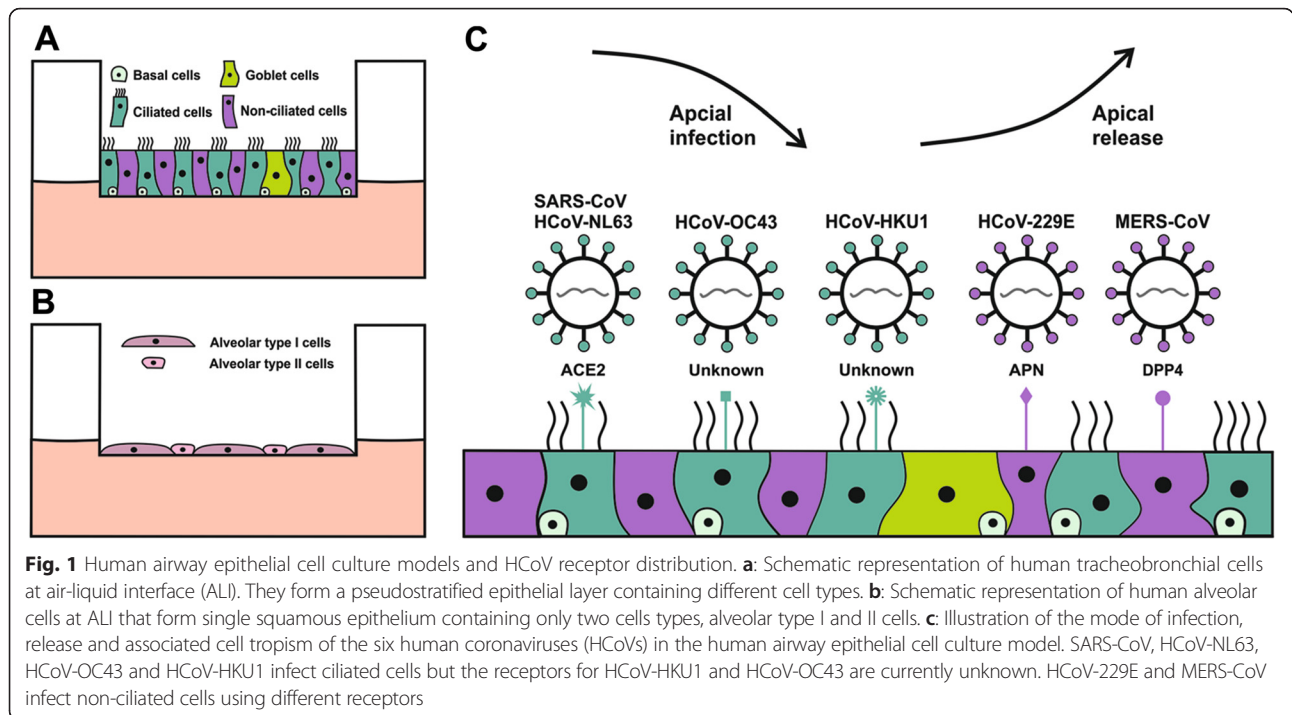 A
Basal cells
Goblet cells
Ciliated cells
Non-ciliated cells
B
Alveolar type I cells
Alveolar type II cells
C
Apcial
infection
Apical
release
SARS-CoV
HCoV-NL63
HCoV-OC43
HCoV-HKU1
HCoV-229E
MERS-CoV
ACE2
Unknown
Unknown
APN
DPP4
Fig. 1 Human airway epithelial cell culture models and HCoV receptor distribution. a: Schematic representation of human tracheobronchial cells
at air-liquid interface (ALI). They form a pseudostratified epithelial layer containing different cell types. b: Schematic representation of human alveolar
cells at ALI that form single squamous epithelium containing only two cells types, alveolar type I and II cells. c: Illustration of the mode of infection,
release and associated cell tropism of the six human coronaviruses (HCoVs) in the human airway epithelial cell culture model. SARS-CoV, HCoV-NL63,
HCoV-OC43 and HCoV-HKU1 infect ciliated cells but the receptors for HCoV-HKU1 and HCoV-OC43 are currently unknown. HCoV-229E and MERS-CoV
infect non-ciliated cells using different receptors